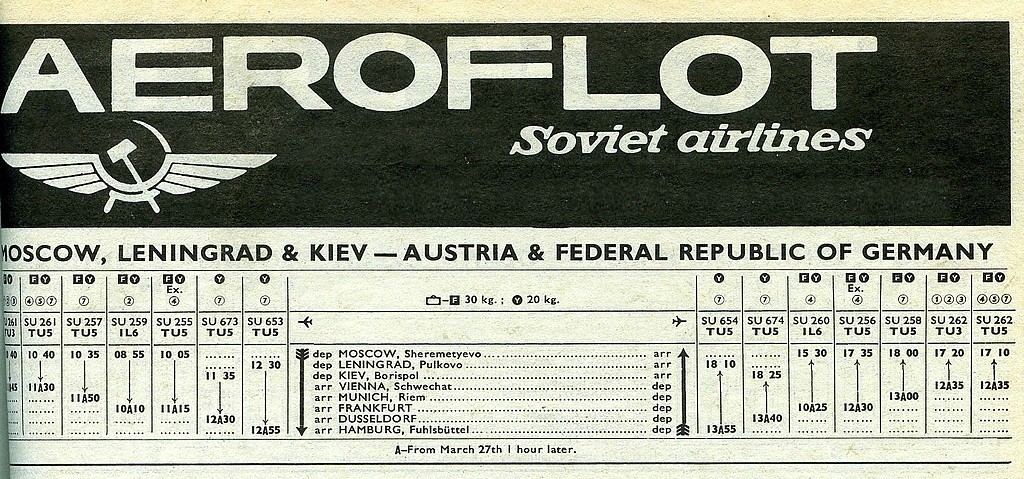 AEROFLOT
Soviet airlines
MOSCOW, LENINGRAD & KIEV — AUSTRIA & FEDERAL REPUBLIC OF GERMANY
F Y F Y F Y F Y Y Y Y Y F Y F Y F Y F Y F Y
Ex. Ex.
④⑤⑦ ⑦ ② ④ ⑦ ⑦ –F 30 kg. ; Y 20 kg. ⑦ ⑦ ④ ④ ⑦ ①②③ ④⑤⑦
SU 261 SU 257 SU 259 SU 255 SU 673 SU 653 SU 654 SU 674 SU 260 SU 256 SU 258 SU 262 SU 262
TU5 TU5 IL6 TU5 TU5 TU5 TU5 TU5 IL6 TU5 TU5 TU3 TU5
10 40 10 35 08 55 10 05 ...... ...... dep MOSCOW, Sheremetyevo arr ...... ...... 15 30 17 35 18 00 17 20 17 10
12 30 dep LENINGRAD, Pulkovo arr 18 10
11 35 dep KIEV, Borispol arr 18 25
11A30 arr VIENNA, Schwechat dep 12A35 12A35
11A50 arr MUNICH, Riem dep 13A00
10A10 11A15 arr FRANKFURT dep 10A25 12A30
12A30 arr DUSSELDORF dep 13A40
12A55 arr HAMBURG, Fuhlsbüttel dep 13A55
A–From March 27th 1 hour later.